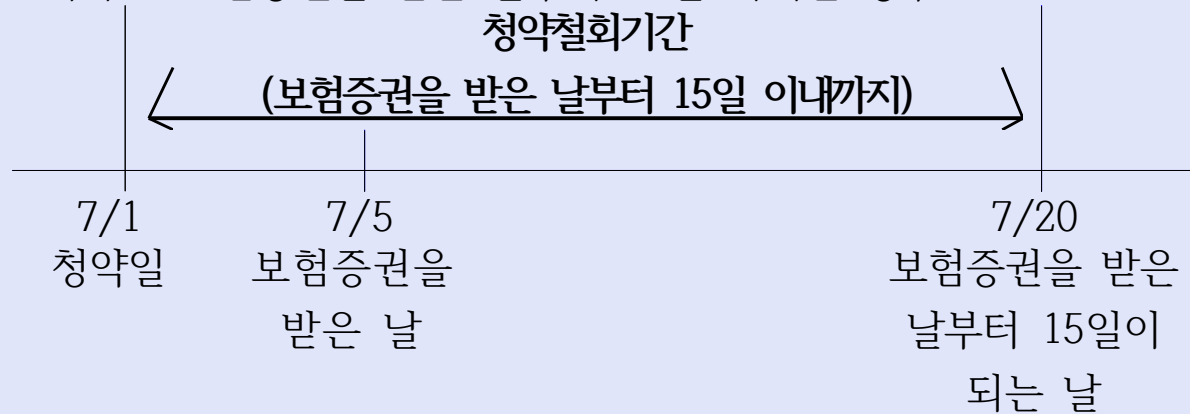 청약철회기간
(보험증권을 받은 날부터 15일 이내까지)
7/1
청약일
7/5
보험증권을
받은 날
7/20
보험증권을 받은
날부터 15일이
되는 날